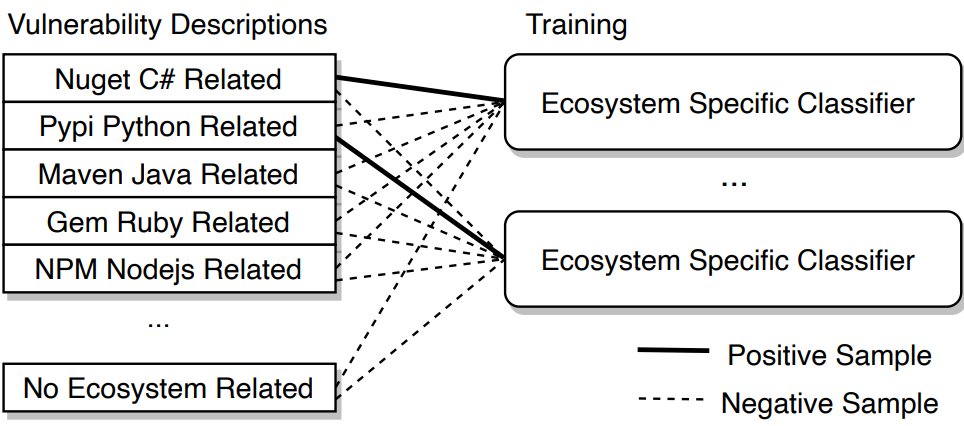 Vulnerability Descriptions
Nuget C# Related
Pypi Python Related
Maven Java Related
Gem Ruby Related
NPM Nodejs Related
...
No Ecosystem Related
Training
Ecosystem Specific Classifier
...
Ecosystem Specific Classifier
Positive Sample
Negative Sample